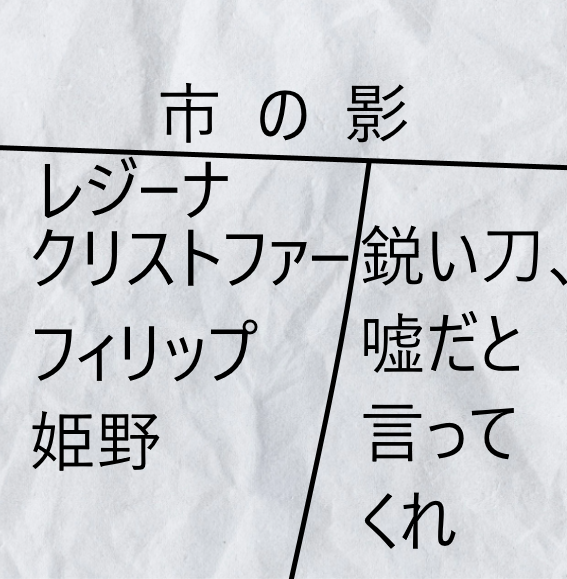 市の影
レジーナ
クリストファー
フィリップ
姫野
鋭い刀、
嘘だと
言って
くれ